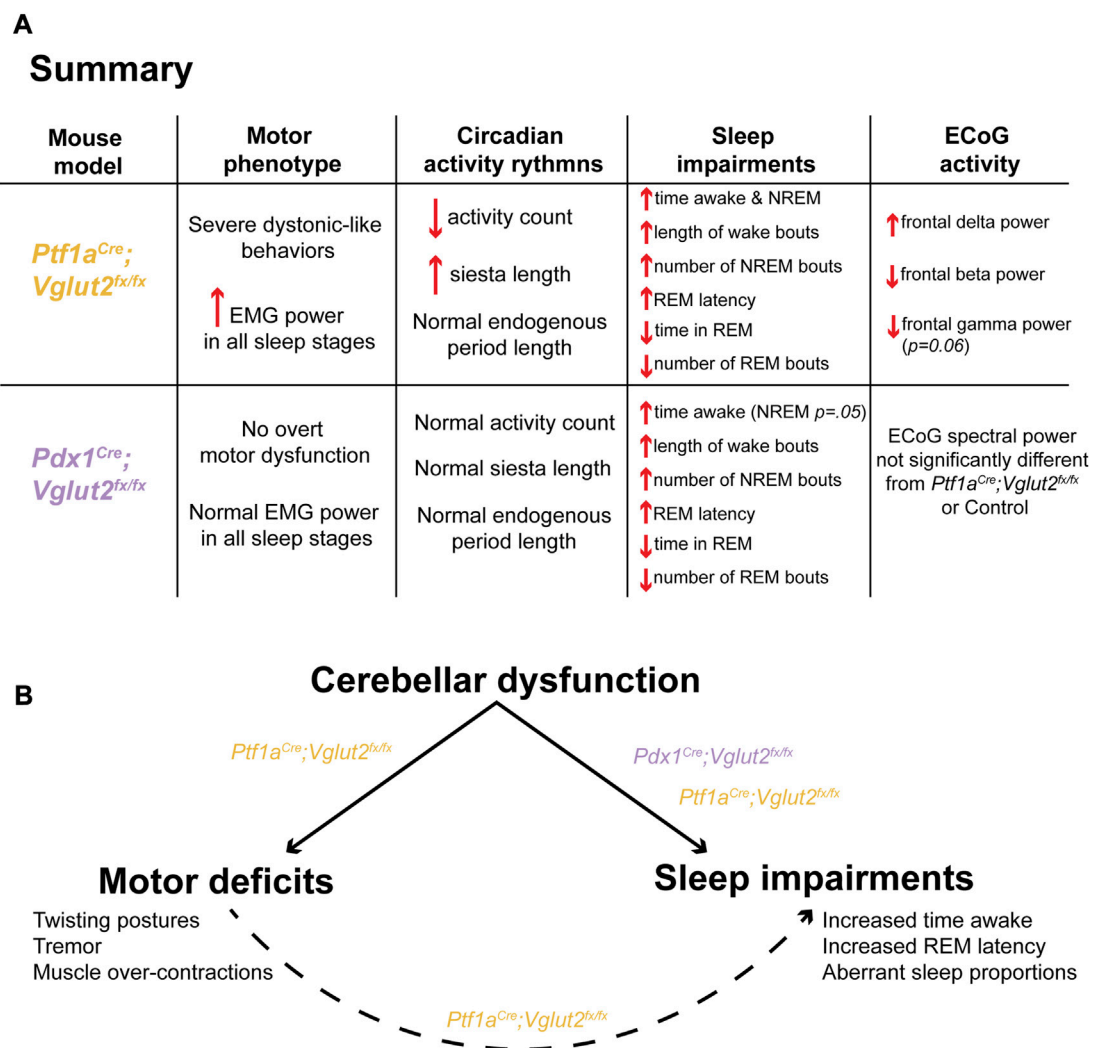 A
Summary
Mouse model
Motor phenotype
Circadian activity rythmns
Sleep impairments
ECoG activity
Ptf1aCre;
Vglut2fx/fx
Severe dystonic-like
behaviors
↑ EMG power
in all sleep stages
↓ activity count
↑ siesta length
Normal endogenous
period length
↑time awake & NREM
↑length of wake bouts
↑number of NREM bouts
↑REM latency
↓time in REM
↓number of REM bouts
↑frontal delta power
↓frontal beta power
↓frontal gamma power
(p=0.06)
Pdx1Cre;
Vglut2fx/fx
No overt
motor dysfunction
Normal EMG power
in all sleep stages
Normal activity count
Normal siesta length
Normal endogenous
period length
↑time awake (NREM p=.05)
↑length of wake bouts
↑number of NREM bouts
↑REM latency
↓time in REM
↓number of REM bouts
ECoG spectral power
not significantly different
from Ptf1aCre;Vglut2fx/fx
or Control
B
Cerebellar dysfunction
Ptf1aCre;Vglut2fx/fx
Pdx1Cre;Vglut2fx/fx
Ptf1aCre;Vglut2fx/fx
Motor deficits
Twisting postures
Tremor
Muscle over-contractions
Sleep impairments
Increased time awake
Increased REM latency
Aberrant sleep proportions
Ptf1aCre;Vglut2fx/fx